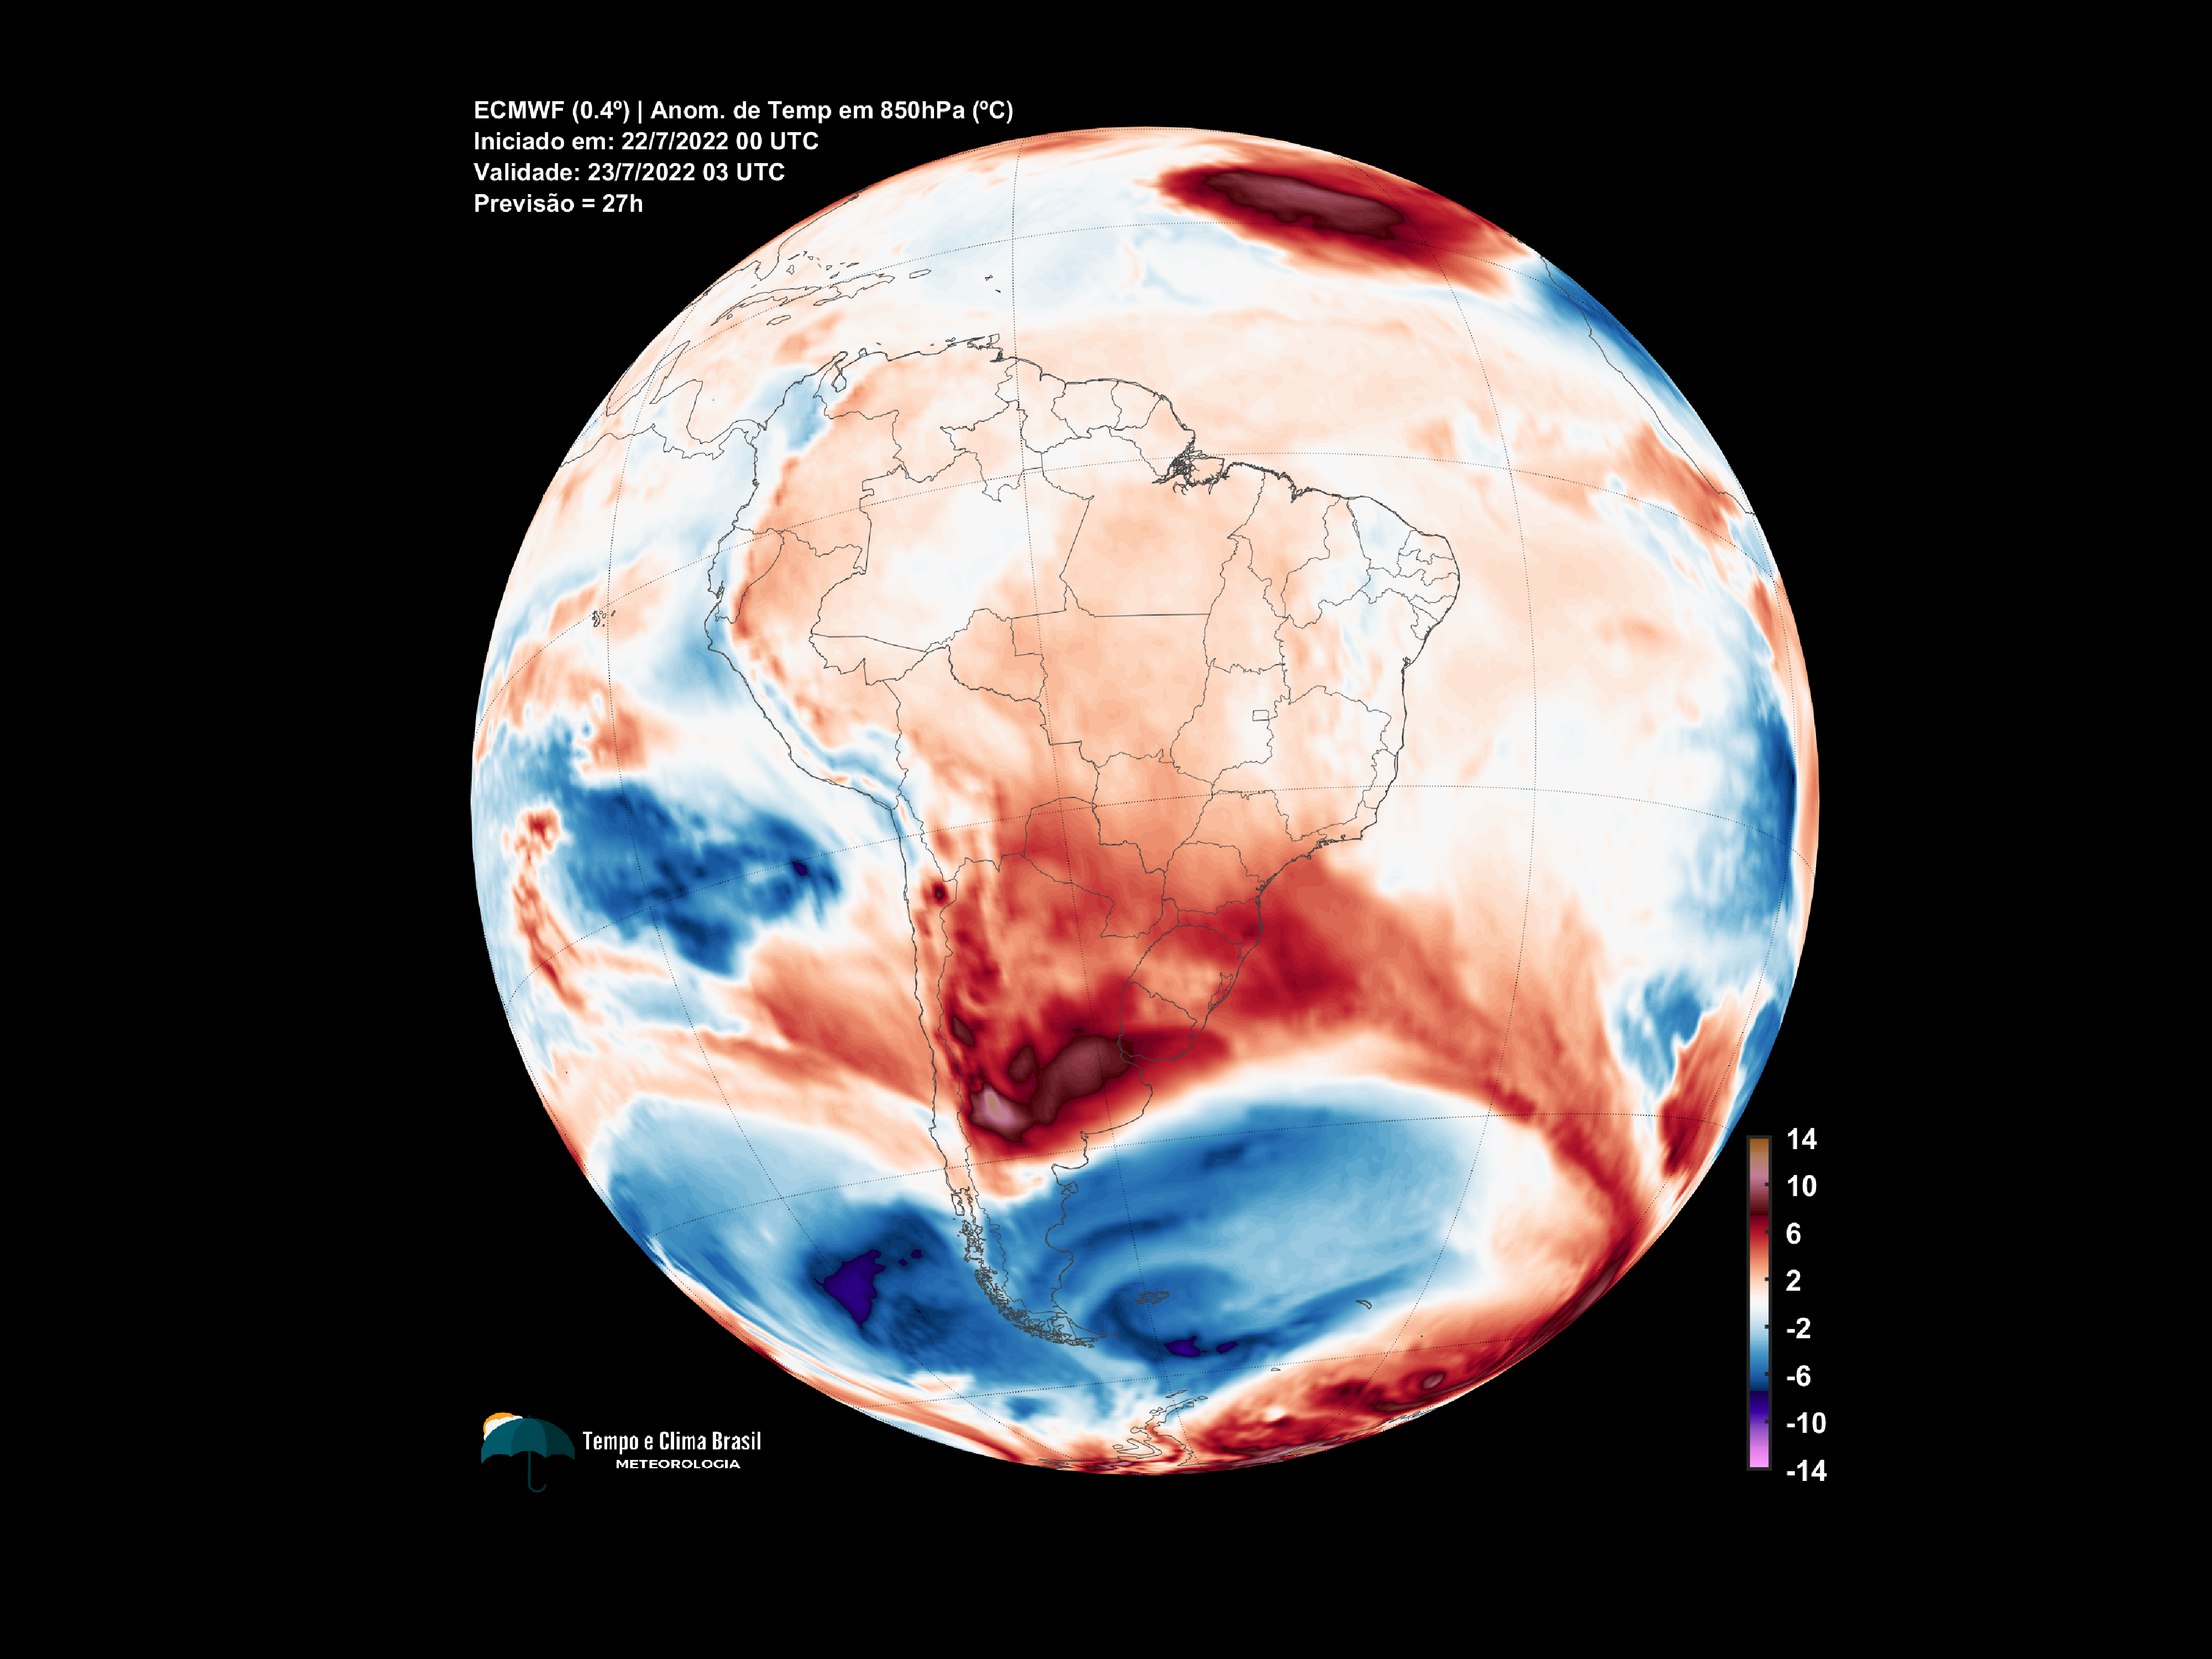 ECMWF (0.4º) | Anom. de Temp em 850hPa (ºC)
Iniciado em: 22/7/2022 00 UTC
Validade: 23/7/2022 03 UTC
Previsão = 27h
14
10
6
2
-2
-6
-10
-14
Tempo e Clima Brasil
METEOROLOGIA